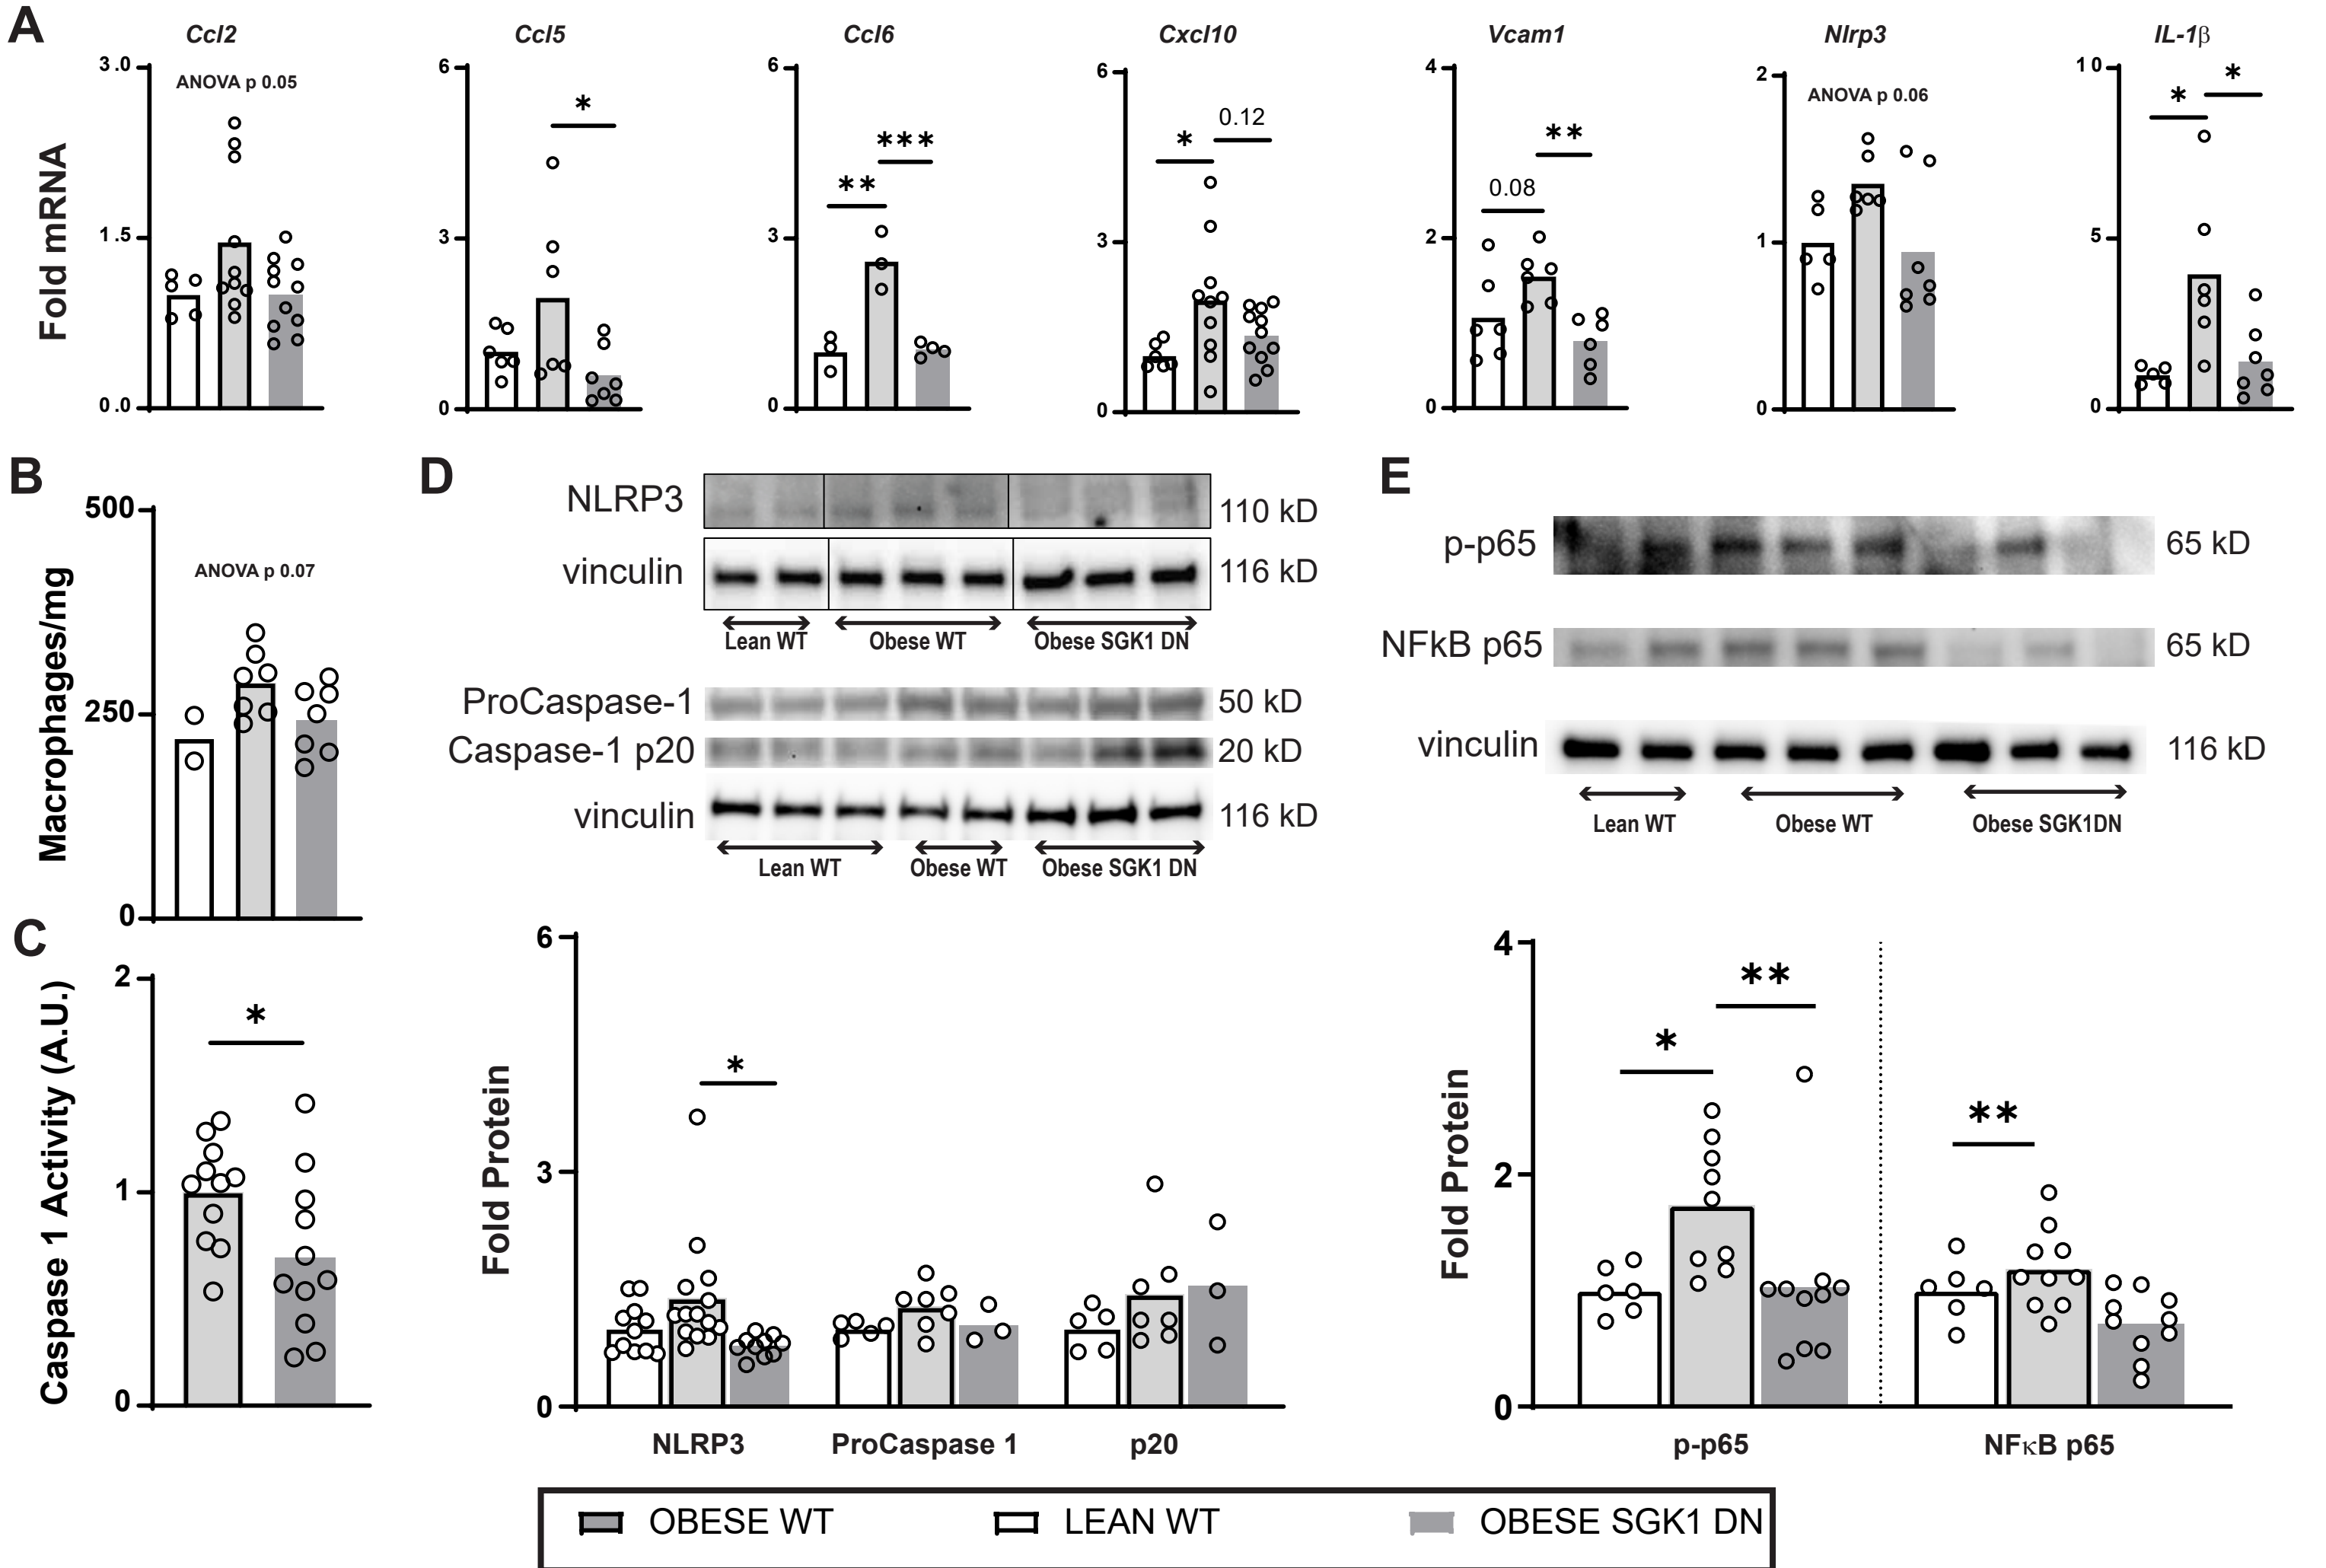 A
Ccl2
Ccl5
Ccl6
Cxcl10
Vcam1
Nlrp3
IL-1β
Fold mRNA
3.0
1.5
0.0
ANOVA p 0.05
6
3
0
*
6
3
0
**
***
6
3
0
*
0.12
4
2
0
0.08
**
2
1
0
ANOVA p 0.06
10
5
0
*
*
B
Macrophages/mg
500
250
0
ANOVA p 0.07
C
Caspase 1 Activity (A.U.)
2
1
0
*
D
NLRP3
110 kD
vinculin
116 kD
Lean WT
Obese WT
Obese SGK1 DN
ProCaspase-1
50 kD
Caspase-1 p20
20 kD
vinculin
116 kD
Lean WT
Obese WT
Obese SGK1 DN
Fold Protein
6
3
0
*
NLRP3
ProCaspase 1
p20
E
p-p65
65 kD
NFkB p65
65 kD
vinculin
116 kD
Lean WT
Obese WT
Obese SGK1DN
Fold Protein
4
2
0
*
**
**
p-p65
NFκB p65
OBESE WT
LEAN WT
OBESE SGK1 DN